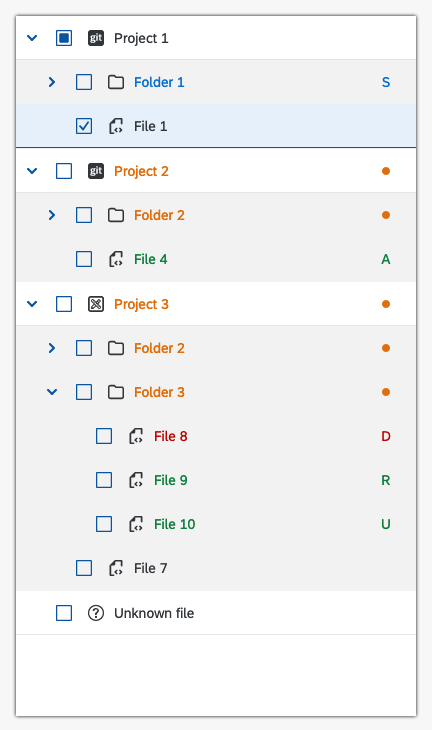 git Project 1
Folder 1 S
File 1
git Project 2
Folder 2
File 4 A
Project 3
Folder 2
Folder 3
File 8 D
File 9 R
File 10 U
File 7
? Unknown file